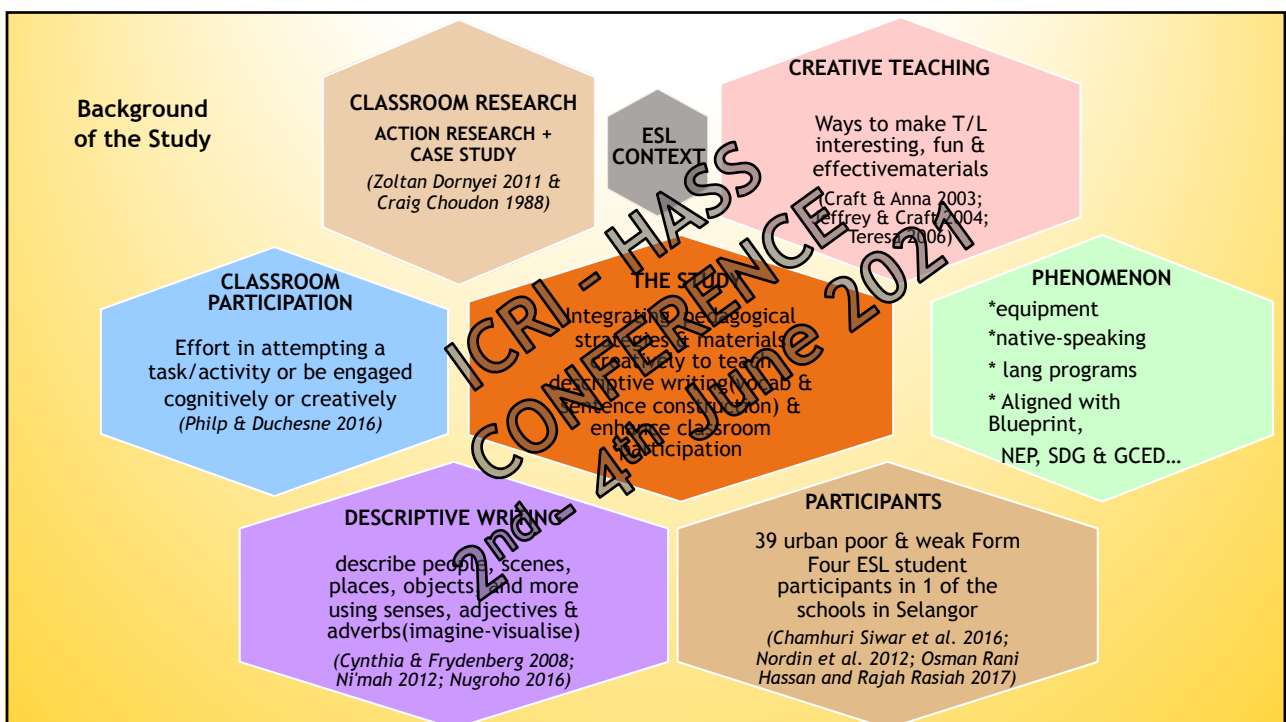 Background
of the Study
CLASSROOM RESEARCH
ACTION RESEARCH +
CASE STUDY
(Zoltan Dornyei 2011 &
Craig Choudon 1988)
ESL
CONTEXT
CREATIVE TEACHING
Ways to make T/L
interesting, fun &
effectivematerials
(Craft & Anna 2003;
Jeffrey & Craft 2004;
Teresa 2006)
CLASSROOM
PARTICIPATION
Effort in attempting a
task/activity or be engaged
cognitively or creatively
(Philp & Duchesne 2016)
THE STUDY
Integrating pedagogical
strategies & materials
creatively to teach
descriptive writing(vocab &
sentence construction) &
enhance classroom
participation
PHENOMENON
*equipment
*native-speaking
* lang programs
* Aligned with
Blueprint,
NEP, SDG & GCED...
DESCRIPTIVE WRITING
describe people, scenes,
places, objects, and more
using senses, adjectives &
adverbs(imagine-visualise)
(Cynthia & Frydenberg 2008;
Ni'mah 2012; Nugroho 2016)
PARTICIPANTS
39 urban poor & weak Form
Four ESL student
participants in 1 of the
schools in Selangor
(Chamhuri Siwar et al. 2016;
Nordin et al. 2012; Osman Rani
Hassan and Rajah Rasiah 2017)
ICRI - HASS
CONFERENCE
2nd - 4th June 2021